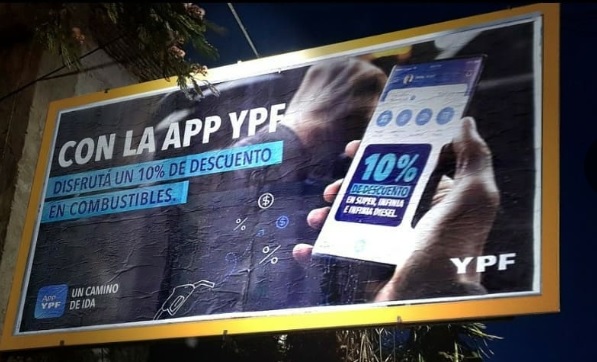 CON LA APP YPF
DISFRUTÁ UN 10% DE DESCUENTO
EN COMBUSTIBLES.
10%
DE DESCUENTO
EN SUPER, INFINIA
E INFINIA DIESEL.
App
YPF
UN CAMINO
DE IDA
YPF